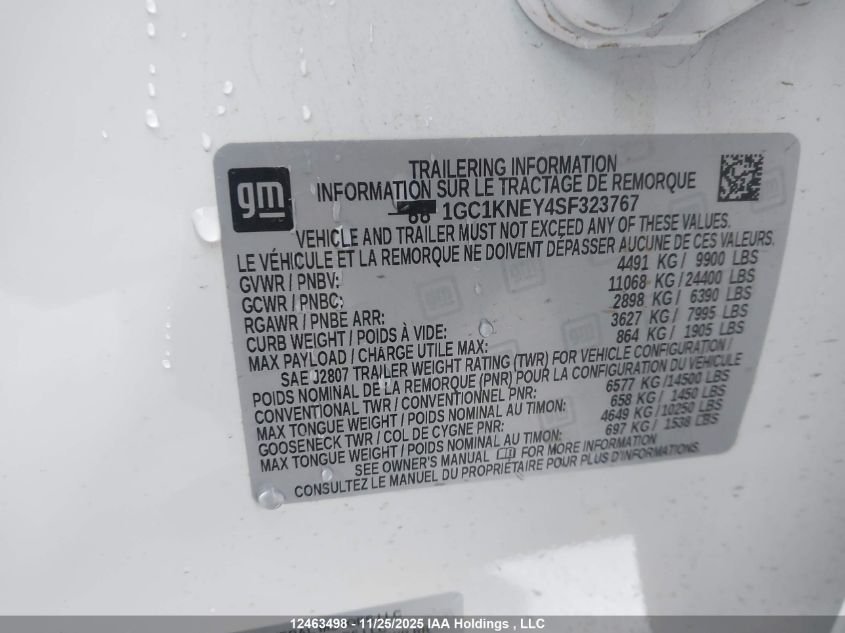 gm
TRAILERING INFORMATION
INFORMATION SUR LE TRACTAGE DE REMORQUE
1GC1KNEY4SF323767
VEHICLE AND TRAILER MUST NOT EXCEED ANY OF THESE VALUES.
LE VÉHICULE ET LA REMORQUE NE DOIVENT DÉPASSER AUCUNE DE CES VALEURS.
GVWR / PNBV: 4491 KG / 9900 LBS
GCWR / PNBC: 11068 KG / 24400 LBS
RGAWR / PNBE ARR: 2898 KG / 6390 LBS
CURB WEIGHT / POIDS À VIDE: 3627 KG / 7995 LBS
MAX PAYLOAD / CHARGE UTILE MAX: 864 KG / 1905 LBS
SAE J2807 TRAILER WEIGHT RATING (TWR) FOR VEHICLE CONFIGURATION /
POIDS NOMINAL DE LA REMORQUE (PNR) POUR LA CONFIGURATION DU VÉHICULE
CONVENTIONAL TWR / CONVENTIONNEL PNR: 6577 KG / 14500 LBS
MAX TONGUE WEIGHT / POIDS NOMINAL AU TIMON: 658 KG / 1450 LBS
GOOSENECK TWR / COL DE CYGNE PNR: 4649 KG / 10250 LBS
MAX TONGUE WEIGHT / POIDS NOMINAL AU TIMON: 697 KG / 1538 LBS
SEE OWNER'S MANUAL FOR MORE INFORMATION
CONSULTEZ LE MANUEL DU PROPRIÉTAIRE POUR PLUS D'INFORMATIONS.
12463498 - 11/25/2025 IAA Holdings , LLC